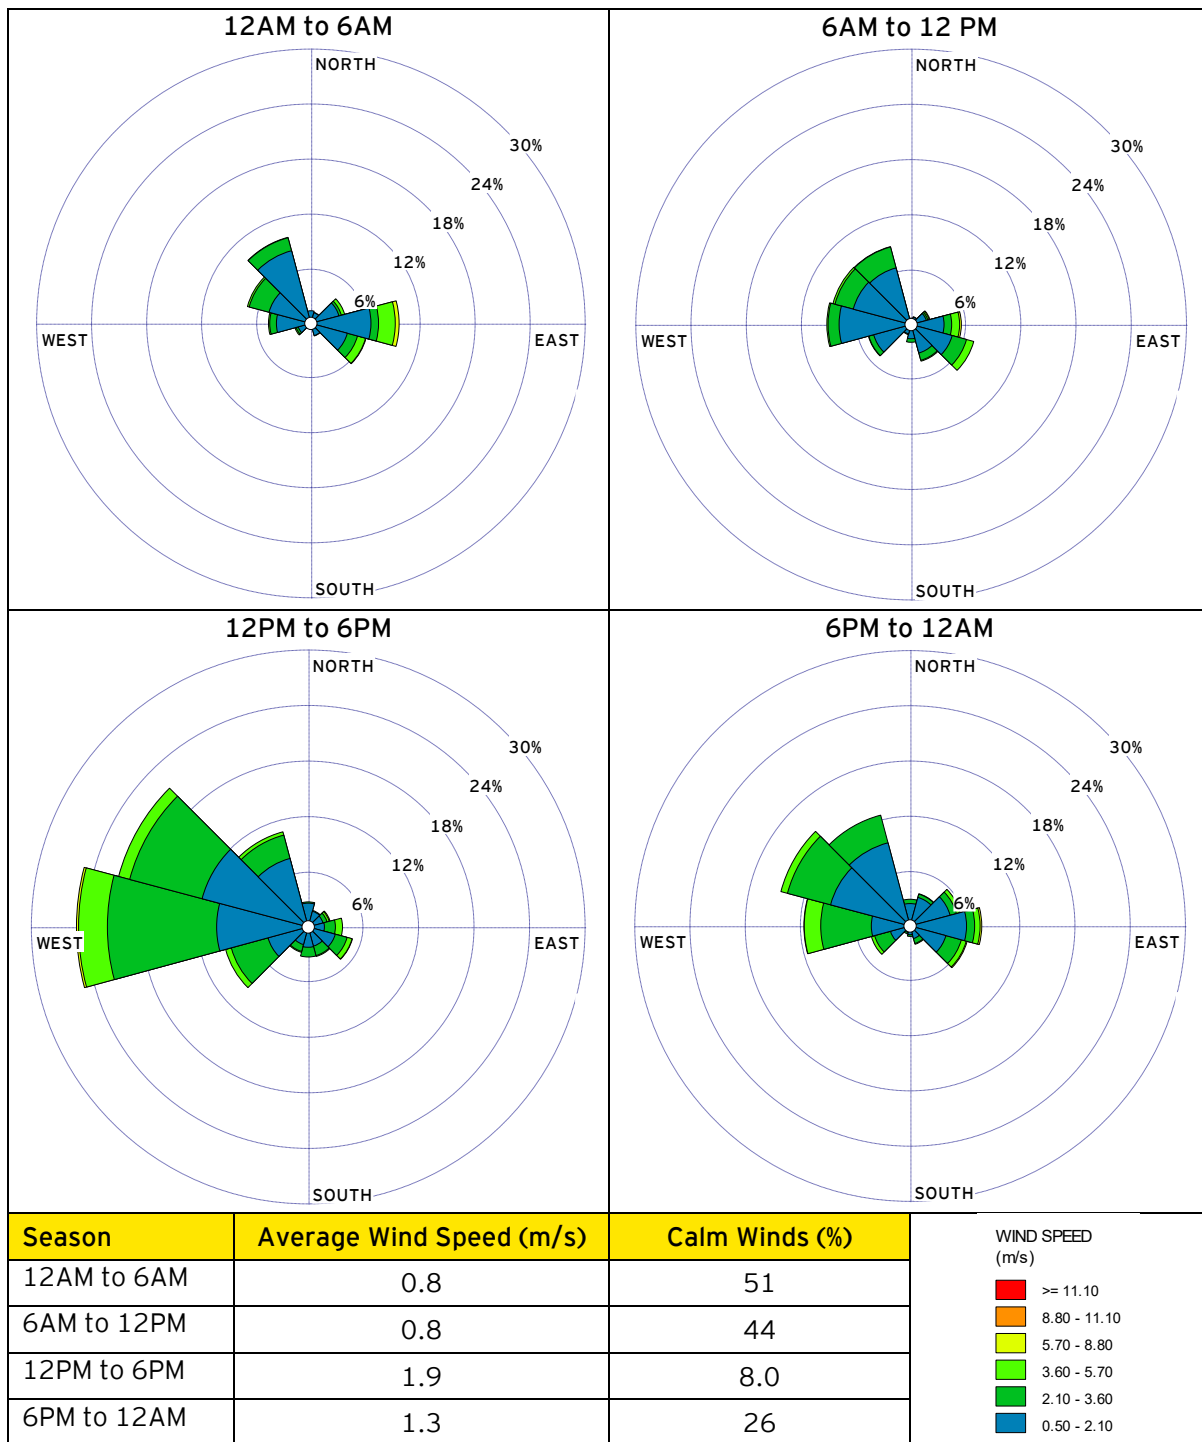 12AM to 6AM
NORTH
30%
24%
18%
12%
6%
WEST
EAST
SOUTH
6AM to 12 PM
NORTH
30%
24%
18%
12%
6%
WEST
EAST
SOUTH
12PM to 6PM
NORTH
30%
24%
18%
12%
6%
WEST
EAST
SOUTH
6PM to 12AM
NORTH
30%
24%
18%
12%
6%
WEST
EAST
SOUTH
Season Average Wind Speed (m/s) Calm Winds (%)
12AM to 6AM 0.8 51
6AM to 12PM 0.8 44
12PM to 6PM 1.9 8.0
6PM to 12AM 1.3 26
WIND SPEED
(m/s)
>= 11.10
8.80 - 11.10
5.70 - 8.80
3.60 - 5.70
2.10 - 3.60
0.50 - 2.10